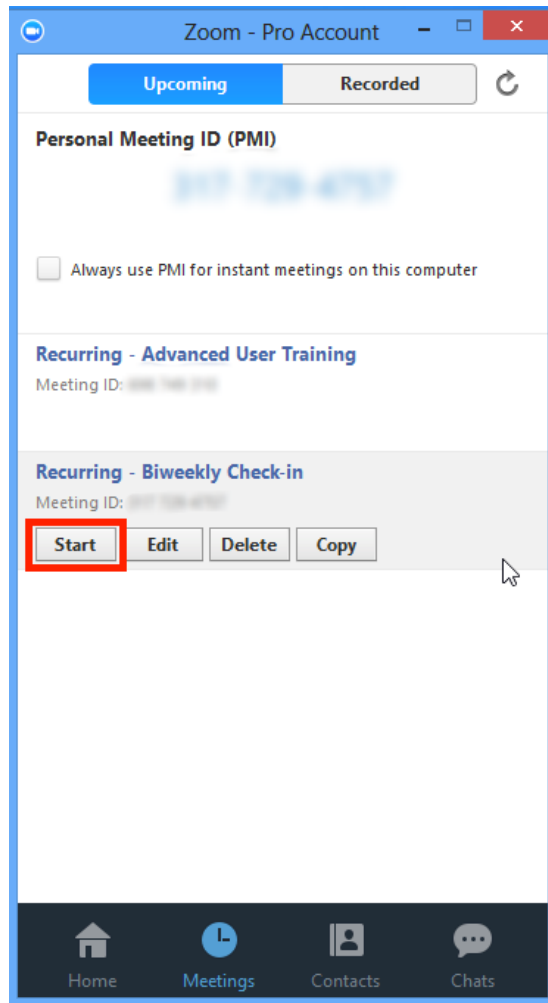 Zoom - Pro Account
Upcoming Recorded
Personal Meeting ID (PMI)
Always use PMI for instant meetings on this computer
Recurring - Advanced User Training
Meeting ID:
Recurring - Biweekly Check-in
Meeting ID:
Start Edit Delete Copy
Home Meetings Contacts Chats